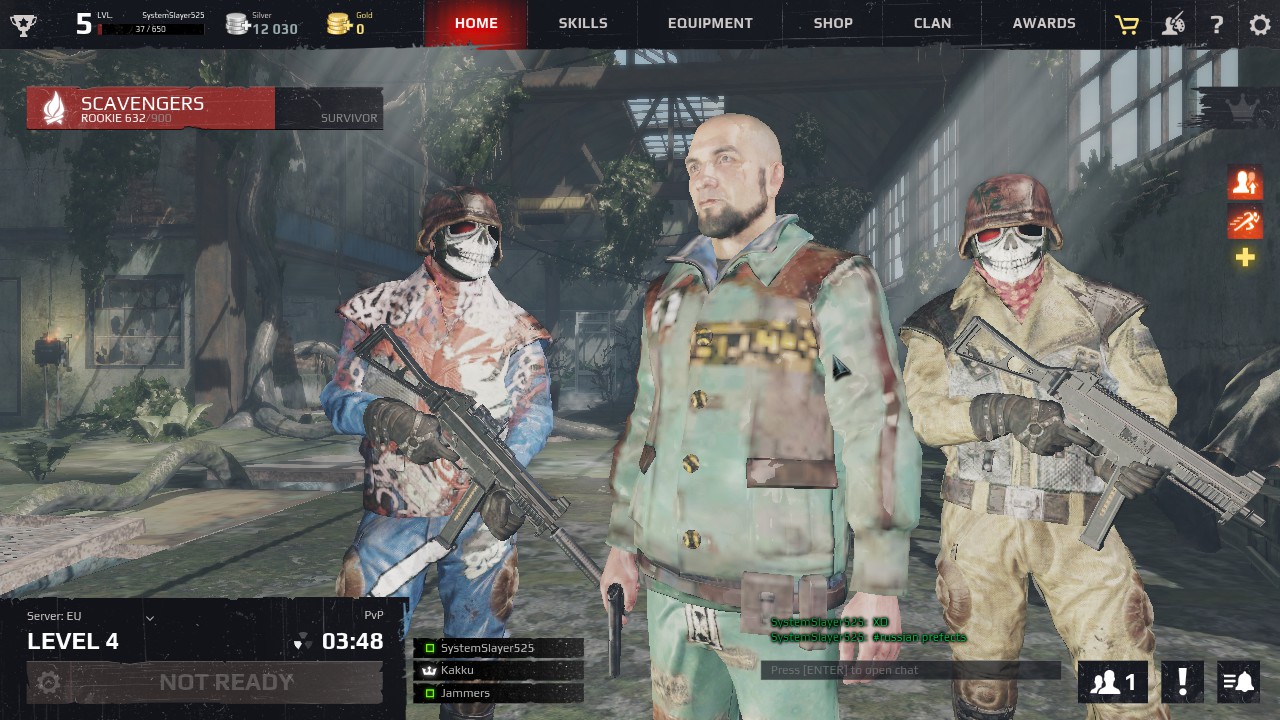 5 LVL. SystemSlayer525
37 / 650
Silver
12 030
Gold
0
HOME SKILLS EQUIPMENT SHOP CLAN AWARDS ?
SCAVENGERS
ROOKIE 632/900 SURVIVOR
Server: EU PvP
LEVEL 4 03:48
NOT READY
SystemSlayer525
Kakku
Jammers
SystemSlayer525: XD
SystemSlayer525: #russian prefects
Press [ENTER] to open chat
1 !